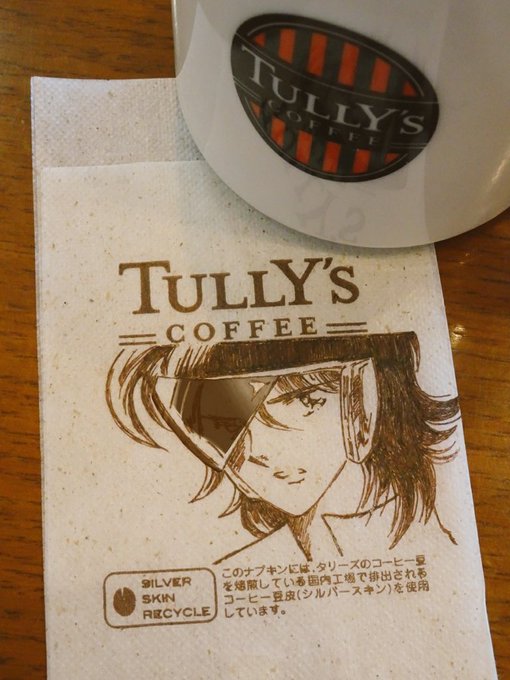 TULLY'S
COFFEE
TULLY'S
COFFEE
SILVER
SKIN
RECYCLE
このナプキンには、タリーズのコーヒー豆
を焙煎している国内工場で排出される
コーヒー豆皮(シルバースキン)を使用
しています。